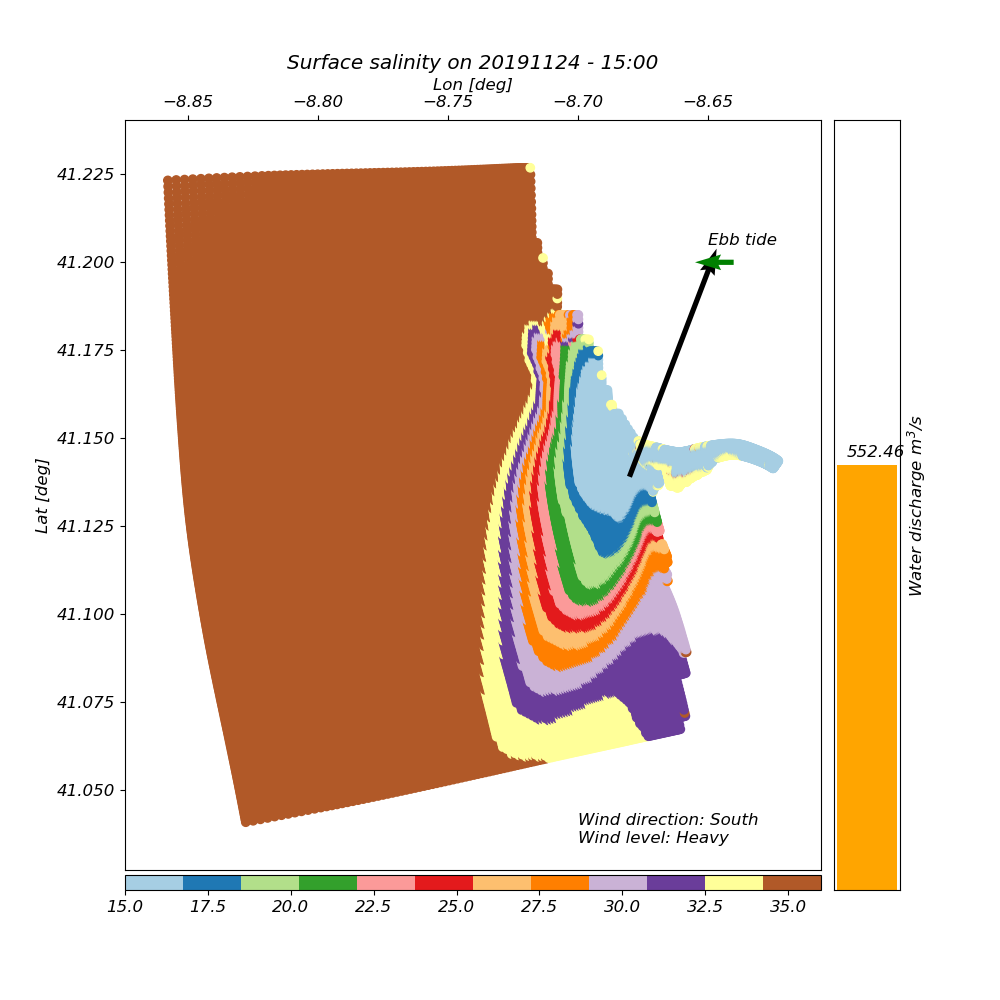 Surface salinity on 20191124 - 15:00
Lon [deg]
−8.85 −8.80 −8.75 −8.70 −8.65
41.225
41.200
41.175
41.150
41.125
41.100
41.075
41.050
Lat [deg]
Ebb tide
552.46
Water discharge m³/s
Wind direction: South
Wind level: Heavy
15.0 17.5 20.0 22.5 25.0 27.5 30.0 32.5 35.0